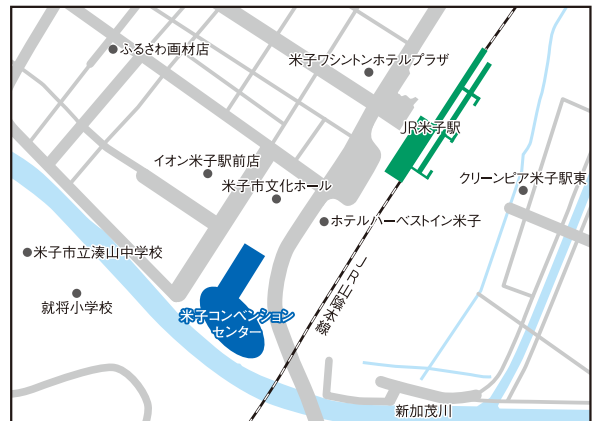 ふるさわ画材店
米子ワシントンホテルプラザ
JR米子駅
イオン米子駅前店
米子市文化ホール
クリーンピア米子駅東
ホテルハーベストイン米子
米子市立湊山中学校
JR山陰本線
就将小学校
米子コンベンション
センター
新加茂川